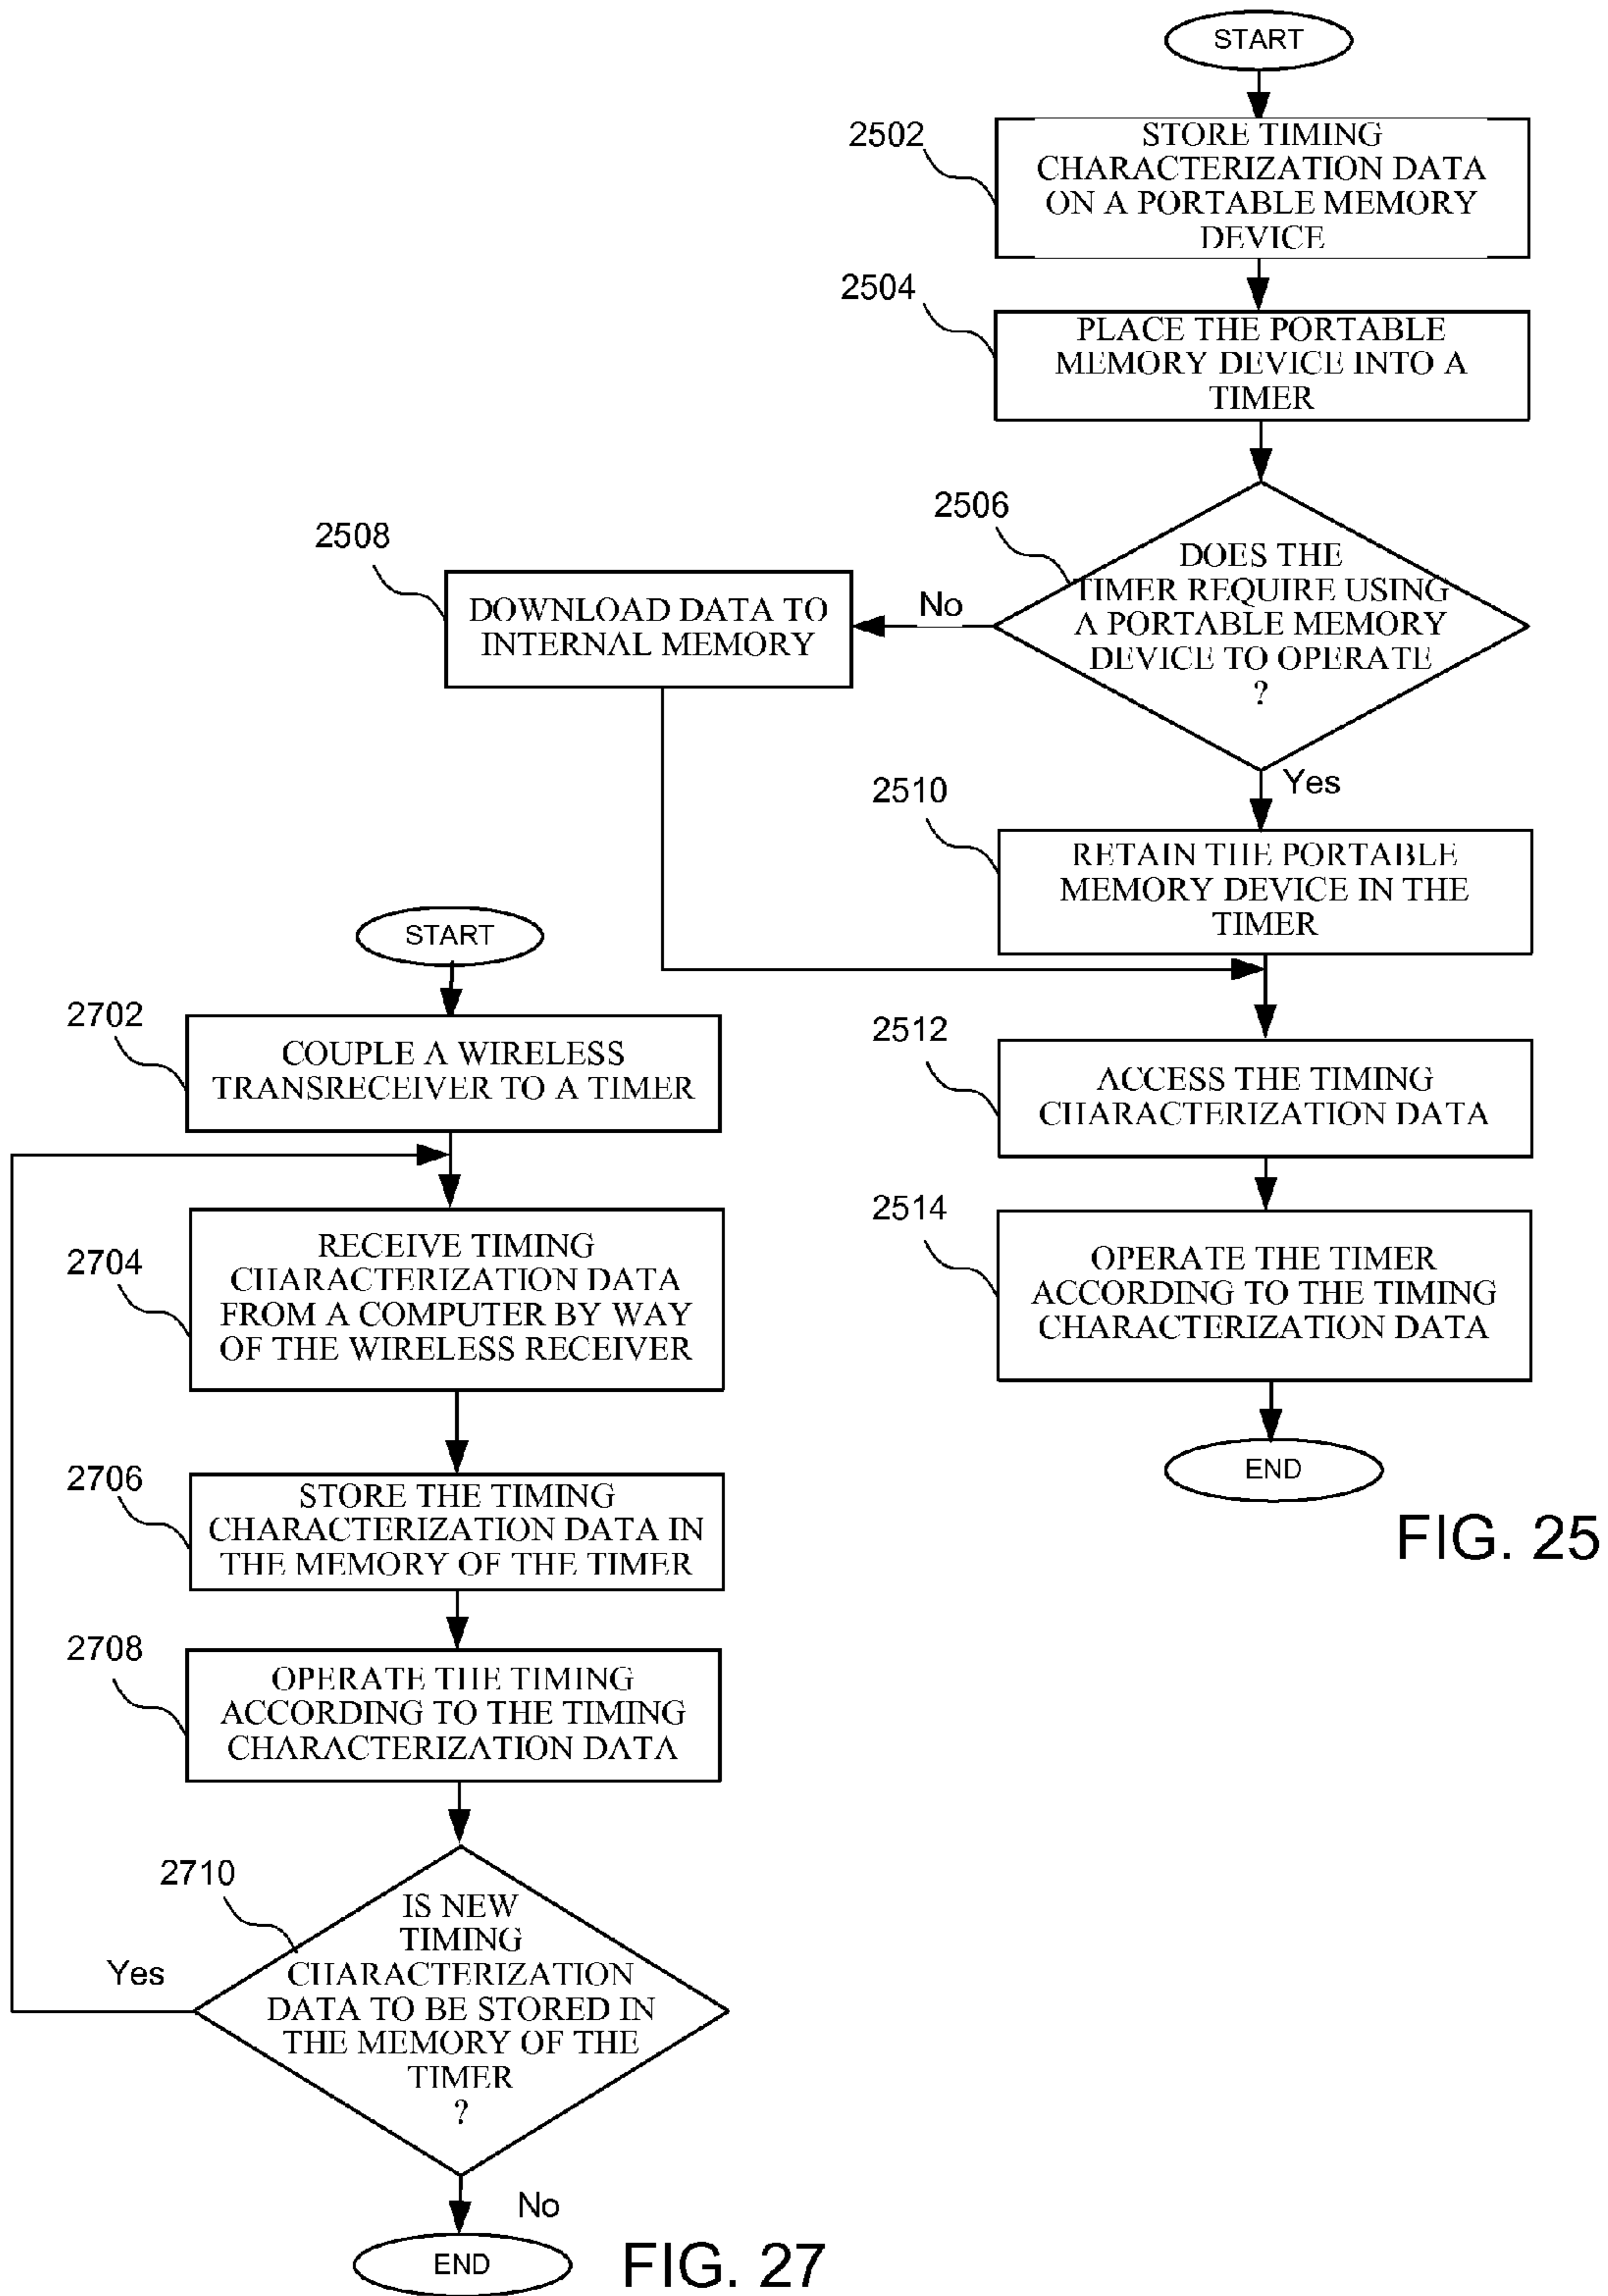 START
2502
STORE TIMING
CHARACTERIZATION DATA
ON A PORTABLE MEMORY
DEVICE
2504
PLACE THE PORTABLE
MEMORY DEVICE INTO A
TIMER
2506
DOES THE
TIMER REQUIRE USING
A PORTABLE MEMORY
DEVICE TO OPERATE
?
No
2508
DOWNLOAD DATA TO
INTERNAL MEMORY
Yes
2510
RETAIN THE PORTABLE
MEMORY DEVICE IN THE
TIMER
2512
ACCESS THE TIMING
CHARACTERIZATION DATA
2514
OPERATE THE TIMER
ACCORDING TO THE TIMING
CHARACTERIZATION DATA
END
FIG. 25
START
2702
COUPLE A WIRELESS
TRANSRECEIVER TO A TIMER
2704
RECEIVE TIMING
CHARACTERIZATION DATA
FROM A COMPUTER BY WAY
OF THE WIRELESS RECEIVER
2706
STORE THE TIMING
CHARACTERIZATION DATA IN
THE MEMORY OF THE TIMER
2708
OPERATE THE TIMING
ACCORDING TO THE TIMING
CHARACTERIZATION DATA
2710
IS NEW
TIMING
CHARACTERIZATION
DATA TO BE STORED IN
THE MEMORY OF THE
TIMER
?
Yes
No
END
FIG. 27